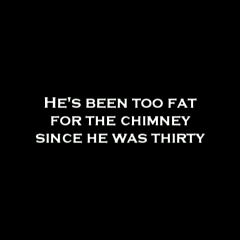 He's been too fat
for the chimney
since he was thirty